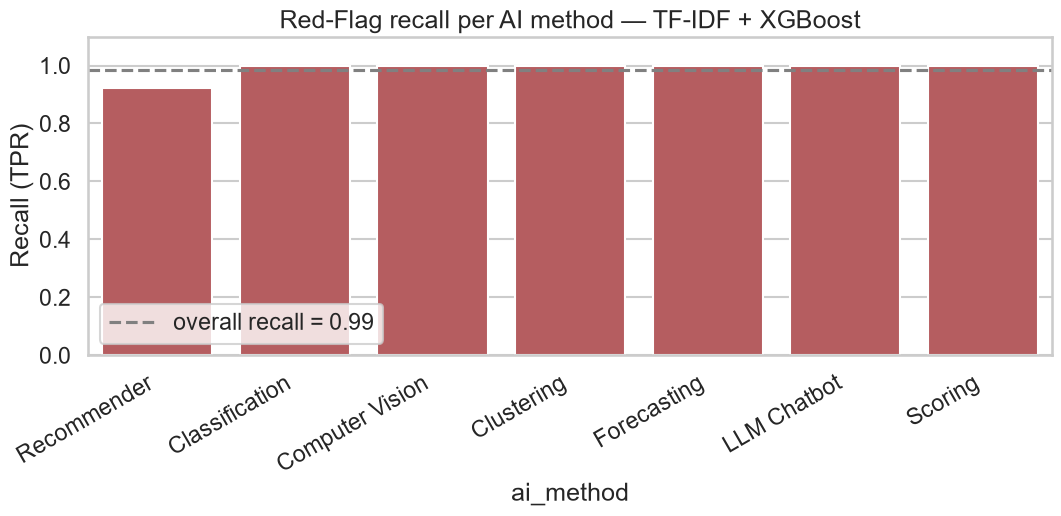 Red-Flag recall per AI method — TF-IDF + XGBoost
Recall (TPR)
1.0
0.8
0.6
0.4
0.2
0.0
overall recall = 0.99
Recommender
Classification
Computer Vision
Clustering
Forecasting
LLM Chatbot
Scoring
ai_method